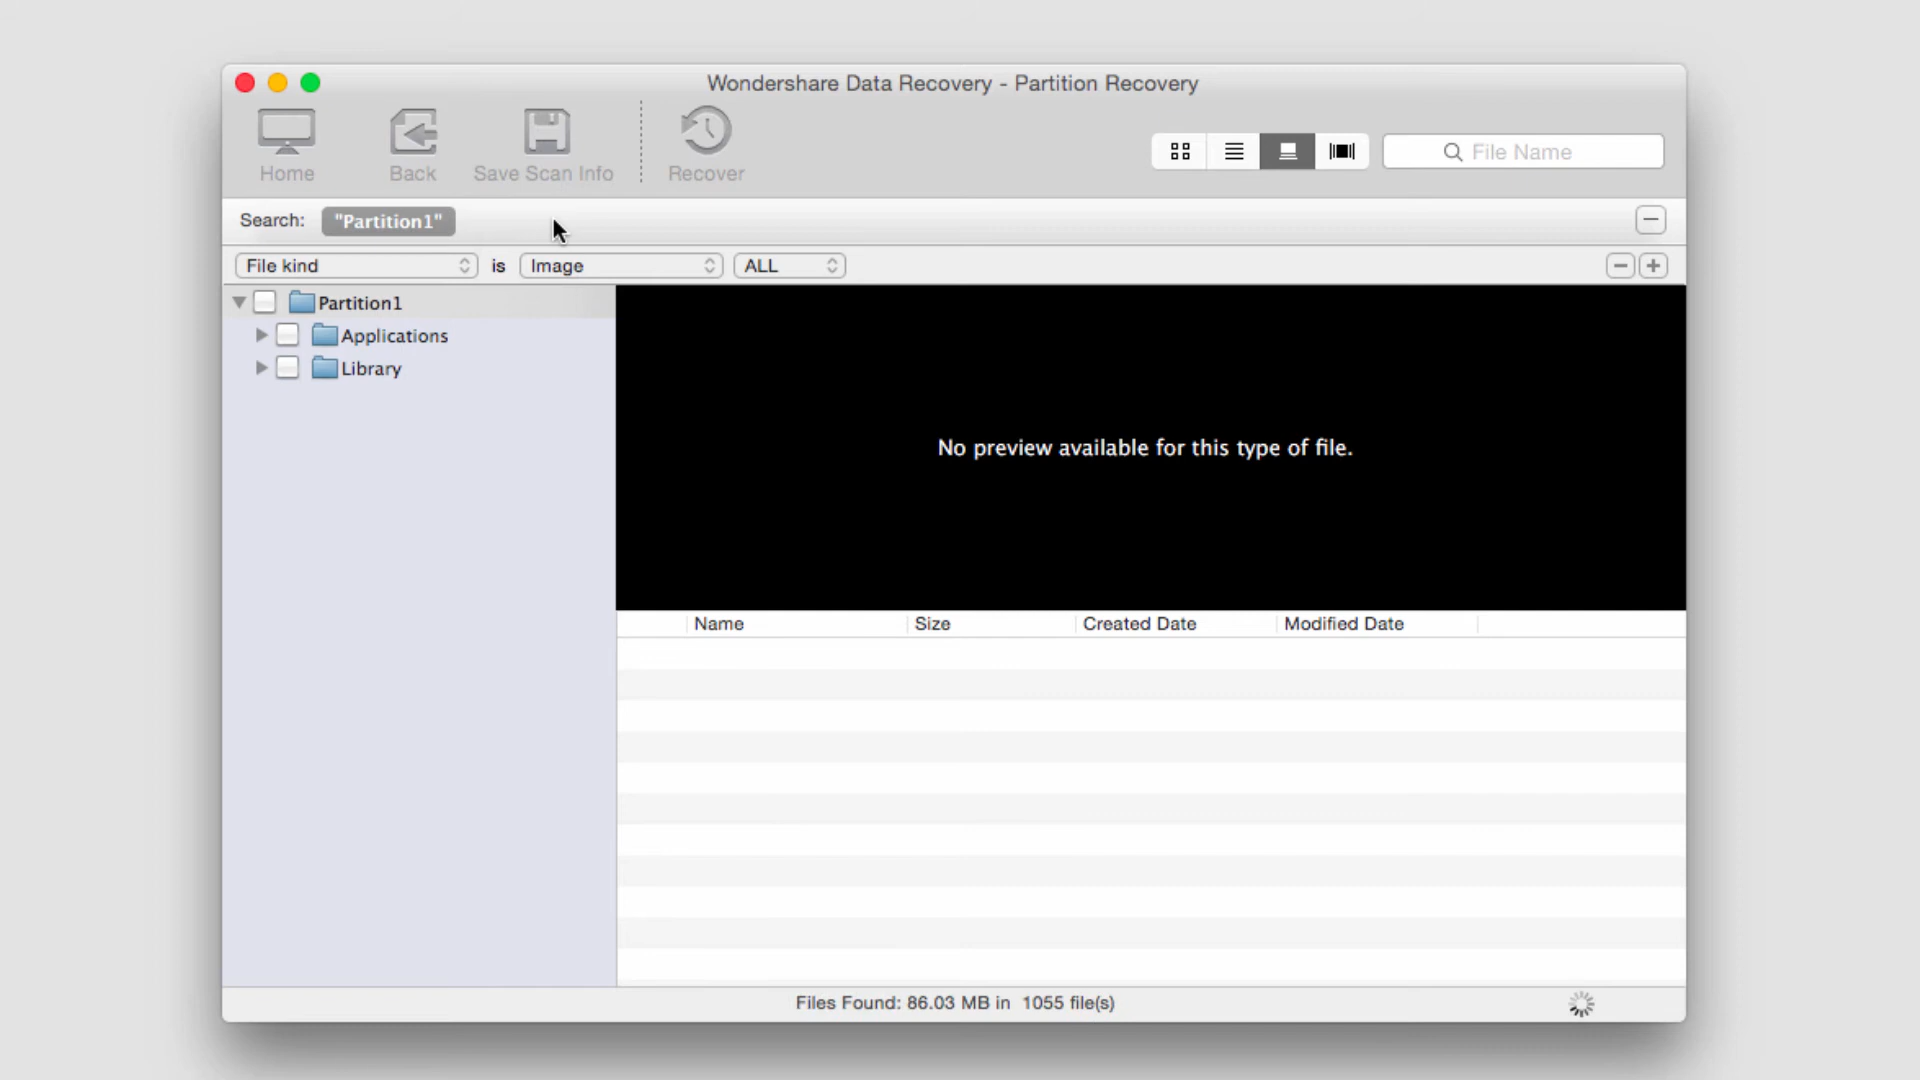 Wondershare Data Recovery - Partition Recovery
Home
Back
Save Scan Info
Recover
File Name
Search:
"Partition1"
File kind
is
Image
ALL
Partition1
Applications
Library
No preview available for this type of file.
Name
Size
Created Date
Modified Date
Files Found: 86.03 MB in 1055 file(s)